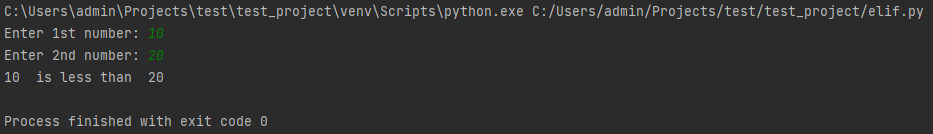 C:\Users\admin\Projects\test\test_project\venv\Scripts\python.exe C:/Users/admin/Projects/test/test_project/elif.py
Enter 1st number: 10
Enter 2nd number: 20
10  is less than  20
Process finished with exit code 0